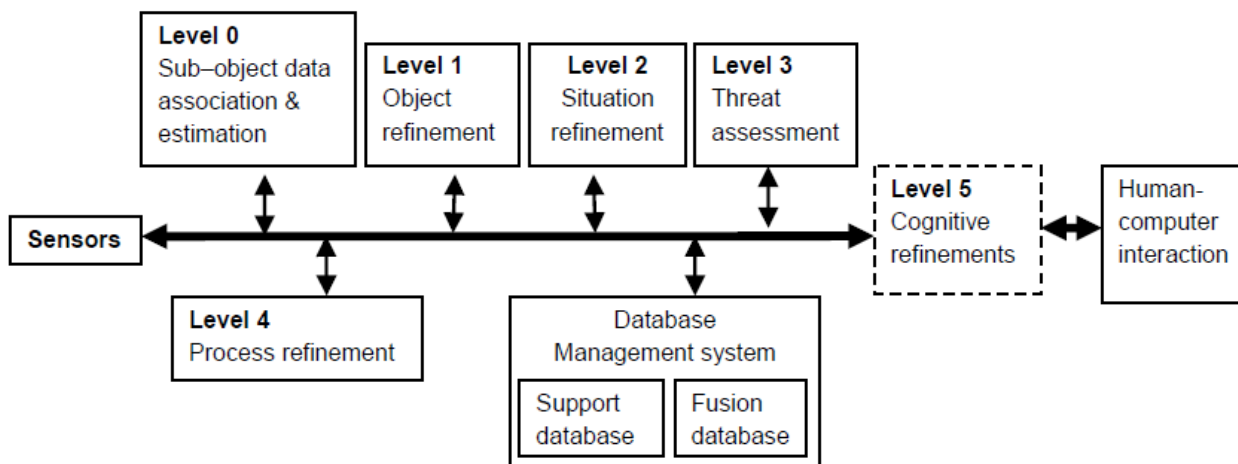 Level 0
Sub–object data
association &
estimation
Level 1
Object
refinement
Level 2
Situation
refinement
Level 3
Threat
assessment
Sensors
Level 5
Cognitive
refinements
Human-
computer
interaction
Level 4
Process refinement
Database
Management system
Support
database
Fusion
database